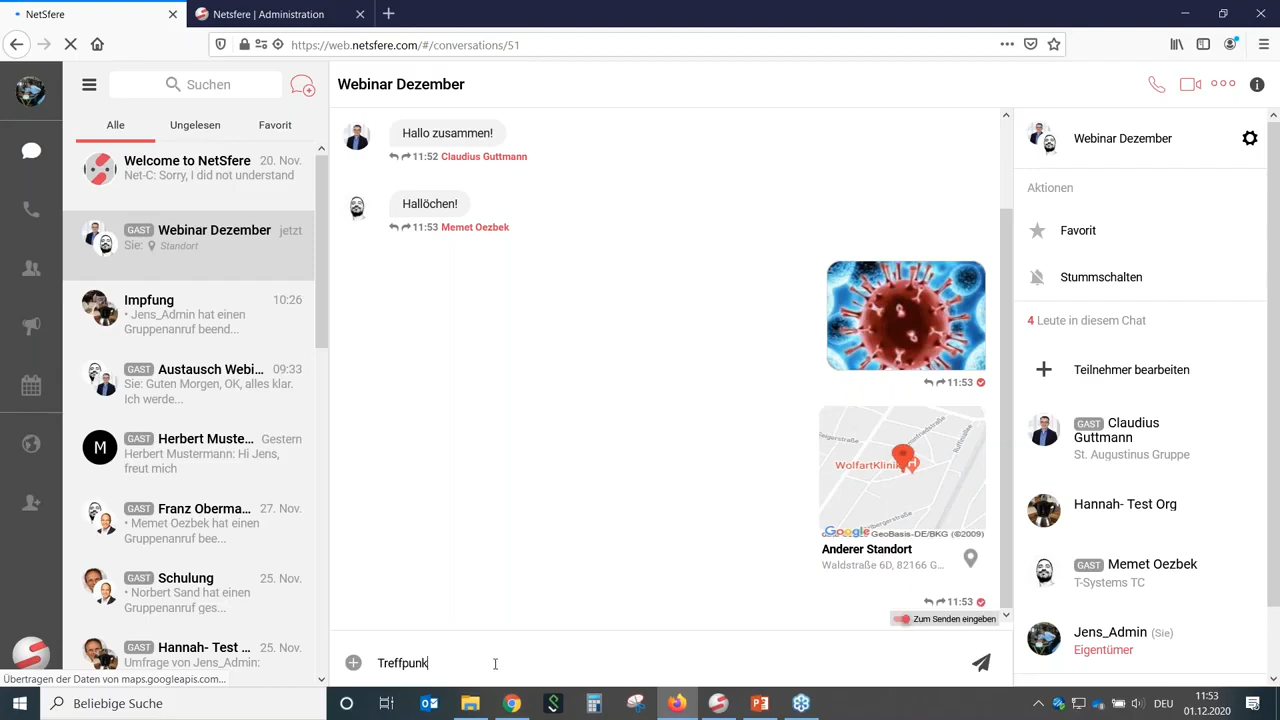 NetSfere
Netsfere | Administration
https://web.netsfere.com/#/conversations/51
Suchen
Alle
Ungelesen
Favorit
Welcome to NetSfere
20. Nov.
Net-C: Sorry, I did not understand
GAST Webinar Dezember
jetzt
Sie: Standort
Impfung
10:26
• Jens_Admin hat einen
Gruppenanruf beend...
GAST Austausch Webi...
09:33
Sie: Guten Morgen, OK, alles klar.
Ich werde...
M
GAST Herbert Muste...
Gestern
Herbert Mustermann: Hi Jens,
freut mich
GAST Franz Oberma...
27. Nov.
• Memet Oezbek hat einen
Gruppenanruf bee...
GAST Schulung
25. Nov.
• Norbert Sand hat einen
Gruppenanruf ges...
GAST Hannah- Test ...
25. Nov.
Umfrage von Jens_Admin:
Übertragen der Daten von maps.googleapis.com...
Webinar Dezember
Hallo zusammen!
11:52 Claudius Guttmann
Hallöchen!
11:53 Memet Oezbek
11:53
WolfartKlinik
Google
GeoBasis-DE/BKG (©2009)
Anderer Standort
Waldstraße 6D, 82166 G...
11:53
Zum Senden eingeben
Treffpunk
Webinar Dezember
Aktionen
Favorit
Stummschalten
4 Leute in diesem Chat
Teilnehmer bearbeiten
GAST Claudius
Guttmann
St. Augustinus Gruppe
Hannah- Test Org
GAST Memet Oezbek
T-Systems TC
Jens_Admin (Sie)
Eigentümer
Beliebige Suche
DEU
11:53
01.12.2020